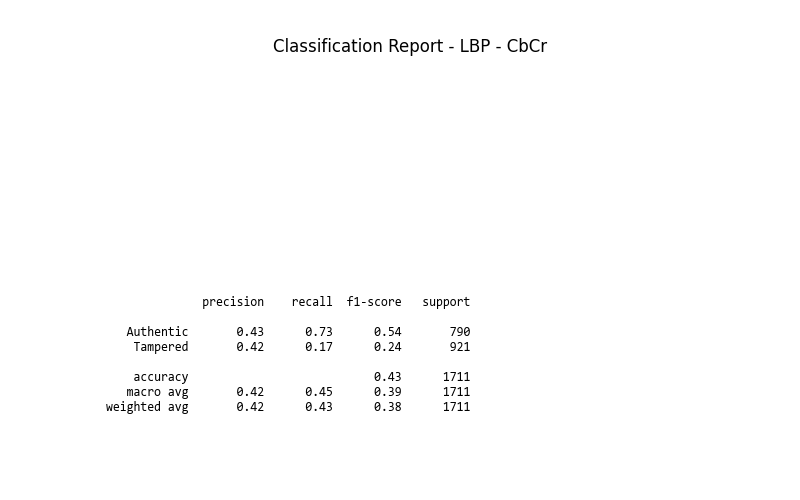 Classification Report - LBP - CbCr
precision recall f1-score support
Authentic 0.43 0.73 0.54 790
Tampered 0.42 0.17 0.24 921
accuracy 0.43 1711
macro avg 0.42 0.45 0.39 1711
weighted avg 0.42 0.43 0.38 1711